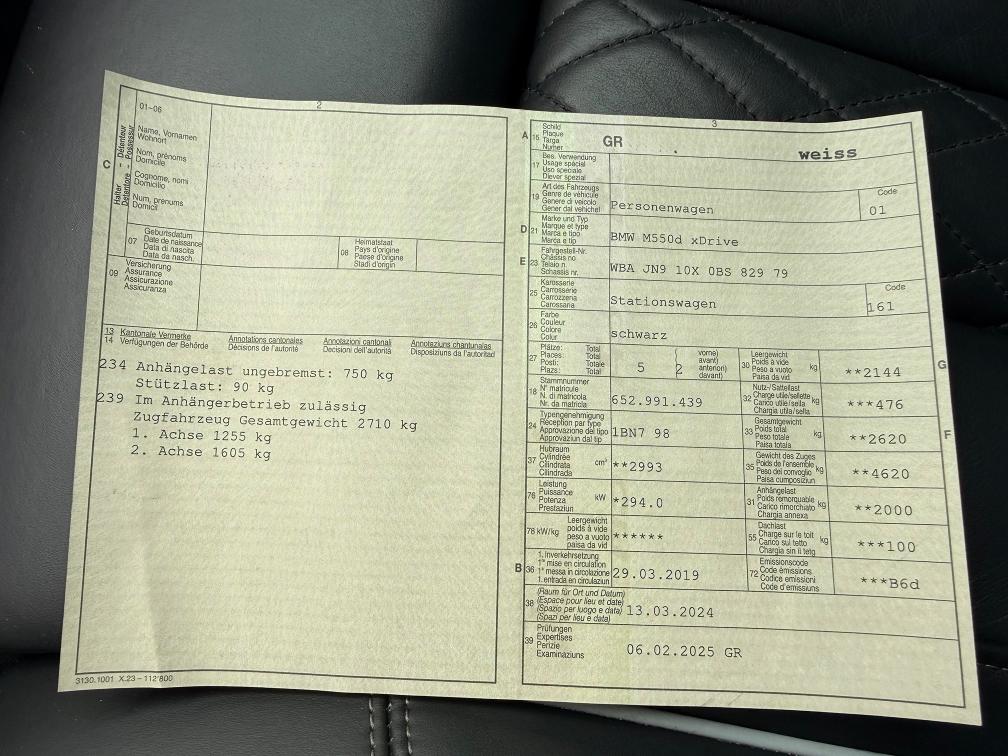 2
C
Halter – Détenteur
Detentore – Possessur
01–06
Name, Vornamen
Wohnort
Nom, prénoms
Domicile
Cognome, nomi
Domicilio
Num, prenums
Domicil
07
Geburtsdatum
Date de naissance
Data di nascita
Data da nasch.
08
Heimatstaat
Pays d'origine
Paese d'origine
Stadi d'origin
09
Versicherung
Assurance
Assicurazione
Assicuranza
13 Kantonale Vermerke Annotations cantonales Annotazioni cantonali Annotaziuns chantunalas
14 Verfügungen der Behörde Décisions de l'autorité Decisioni dell'autorità Disposiziuns da l'autoritad
234 Anhängelast ungebremst: 750 kg
Stützlast: 90 kg
239 Im Anhängerbetrieb zulässig
Zugfahrzeug Gesamtgewicht 2710 kg
1. Achse 1255 kg
2. Achse 1605 kg
3130.1001 X.23 – 112'800
3
A 15
Schild
Plaque
Targa
Numer
GR
weiss
17
Bes. Verwendung
Usage spécial
Uso speciale
Diever spezial
19
Art des Fahrzeugs
Genre de véhicule
Genere di veicolo
Gener dal vehichel
Personenwagen
Code
01
D 21
Marke und Typ
Marque et type
Marca e tipo
Marca e tip
BMW M550d xDrive
E 23
Fahrgestell-Nr.
Châssis no
Telaio n.
Schassis nr.
WBA JN9 10X 0BS 829 79
25
Karosserie
Carrosserie
Carrozzeria
Carossaria
Stationswagen
Code
161
26
Farbe
Couleur
Colore
Colur
schwarz
27
Plätze: Total
Places: Total
Posti: Totale
Plazs: Total
5
vorne)
avant)
anteriori)
davant)
2
30
Leergewicht
Poids à vide
Peso a vuoto
Paisa da vid
kg
**2144
G
18
Stammnummer
N° matricule
N. di matricola
Nr. da matricla
652.991.439
32
Nutz-/Sattellast
Charge utile/sellette
Carico utile/sella
Chargia utila/sella
kg
***476
24
Typengenehmigung
Réception par type
Approvazione del tipo
Approvaziun dal tip
1BN7 98
33
Gesamtgewicht
Poids total
Peso totale
Paisa totala
kg
**2620
F
37
Hubraum
Cylindrée
Cilindrata
Cilindrada
cm³
**2993
35
Gewicht des Zuges
Poids de l'ensemble
Peso del convoglio
Paisa cumposiziun
kg
**4620
76
Leistung
Puissance
Potenza
Prestaziun
kW
*294.0
31
Anhängelast
Poids remorquable
Carico rimorchiato
Chargia annexa
kg
**2000
78 kW/kg
Leergewicht
poids à vide
peso a vuoto
paisa da vid
******
55
Dachlast
Charge sur le toit
Carico sul tetto
Chargia sin il tetg
kg
***100
B 36
1. Inverkehrsetzung
1re mise en circulation
1a messa in circolazione
1. entrada en circulaziun
29.03.2019
72
Emissionscode
Code émissions
Codice emissioni
Code d'emissiuns
***B6d
38
(Raum für Ort und Datum)
(Espace pour lieu et date)
(Spazio per luogo e data)
(Spazi per lieu e data)
13.03.2024
39
Prüfungen
Expertises
Perizie
Examinaziuns
06.02.2025 GR